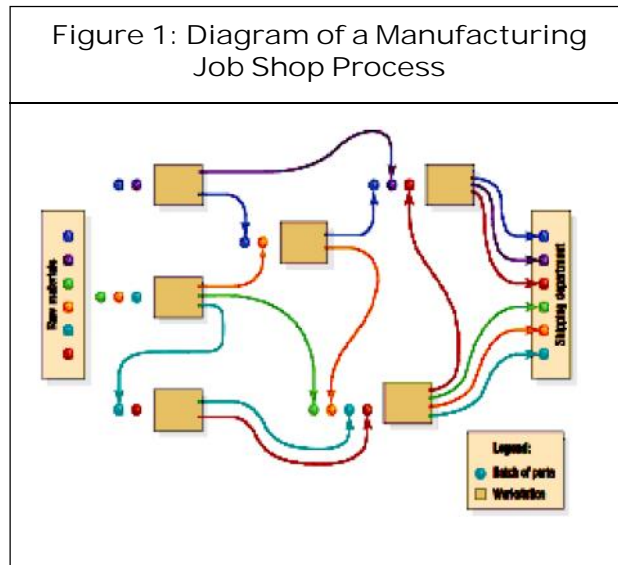 Figure 1: Diagram of a Manufacturing
Job Shop Process
Raw materials
Shipping department
Legend:
Batch of parts
Workstation